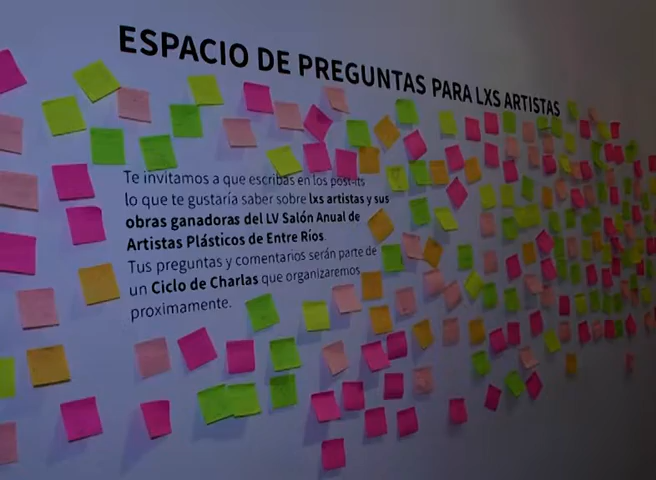 ESPACIO DE PREGUNTAS PARA LXS ARTISTAS
Te invitamos a que escribas en los post-its
lo que te gustaría saber sobre lxs artistas y sus
obras ganadoras del LV Salón Anual de
Artistas Plásticos de Entre Ríos.
Tus preguntas y comentarios serán parte de
un Ciclo de Charlas que organizaremos
proximamente.